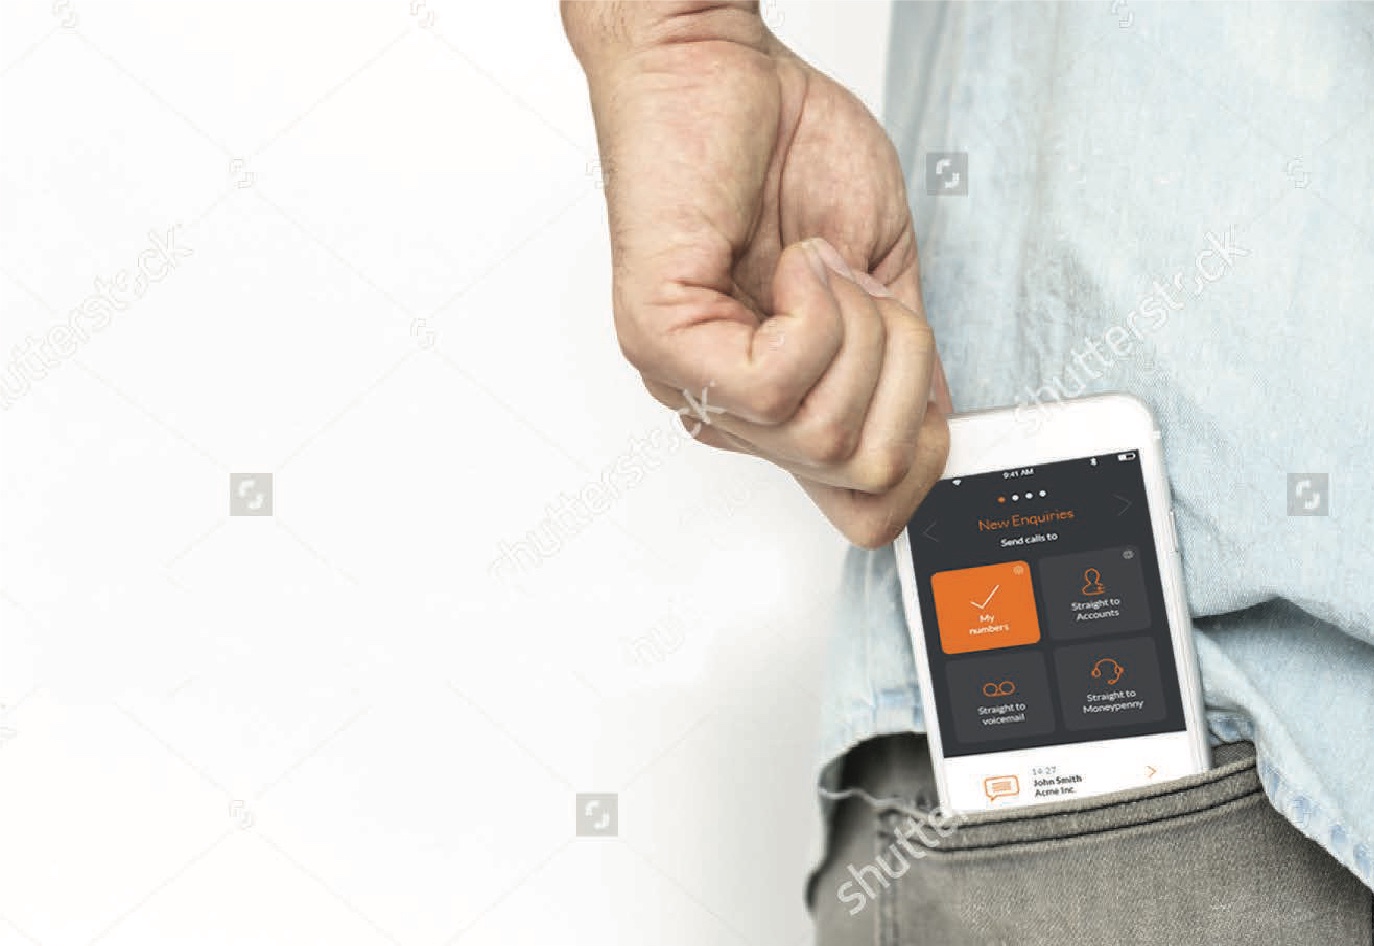 shutterstock
shutterstock
shutterstock
9:41 AM
New Enquiries
Send calls to
My
numbers
Straight to
Accounts
Straight to
voicemail
Straight to
Moneypenny
14:27
John Smith
Acme Inc.
shutter